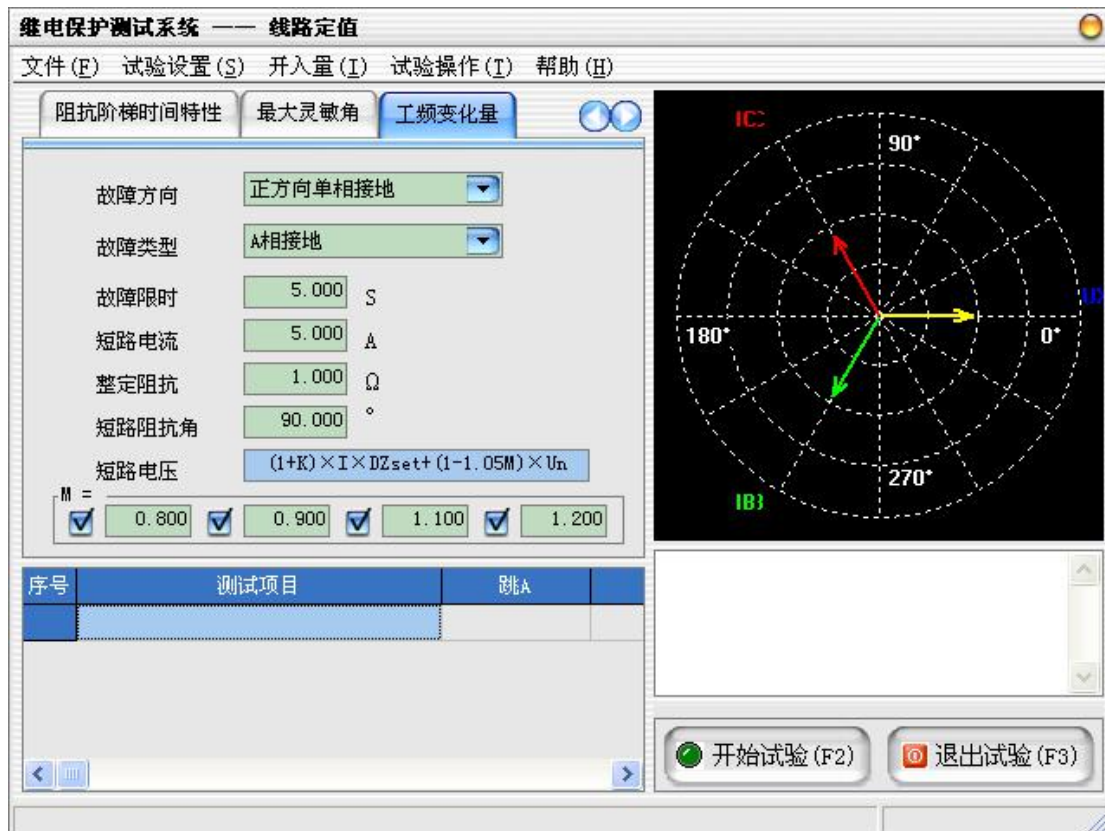 继电保护测试系统 —— 线路定值
文件(F) 试验设置(S) 开入量(I) 试验操作(T) 帮助(H)
阻抗阶梯时间特性 最大灵敏角 工频变化量
故障方向 正方向单相接地
故障类型 A相接地
故障限时 5.000 S
短路电流 5.000 A
整定阻抗 1.000 Ω
短路阻抗角 90.000 °
短路电压 (1+K)×I×DZset+(1-1.05M)×Un
M =
0.800 0.900 1.100 1.200
序号 测试项目 跳A
90°
180° 0°
270°
开始试验(F2) 退出试验(F3)